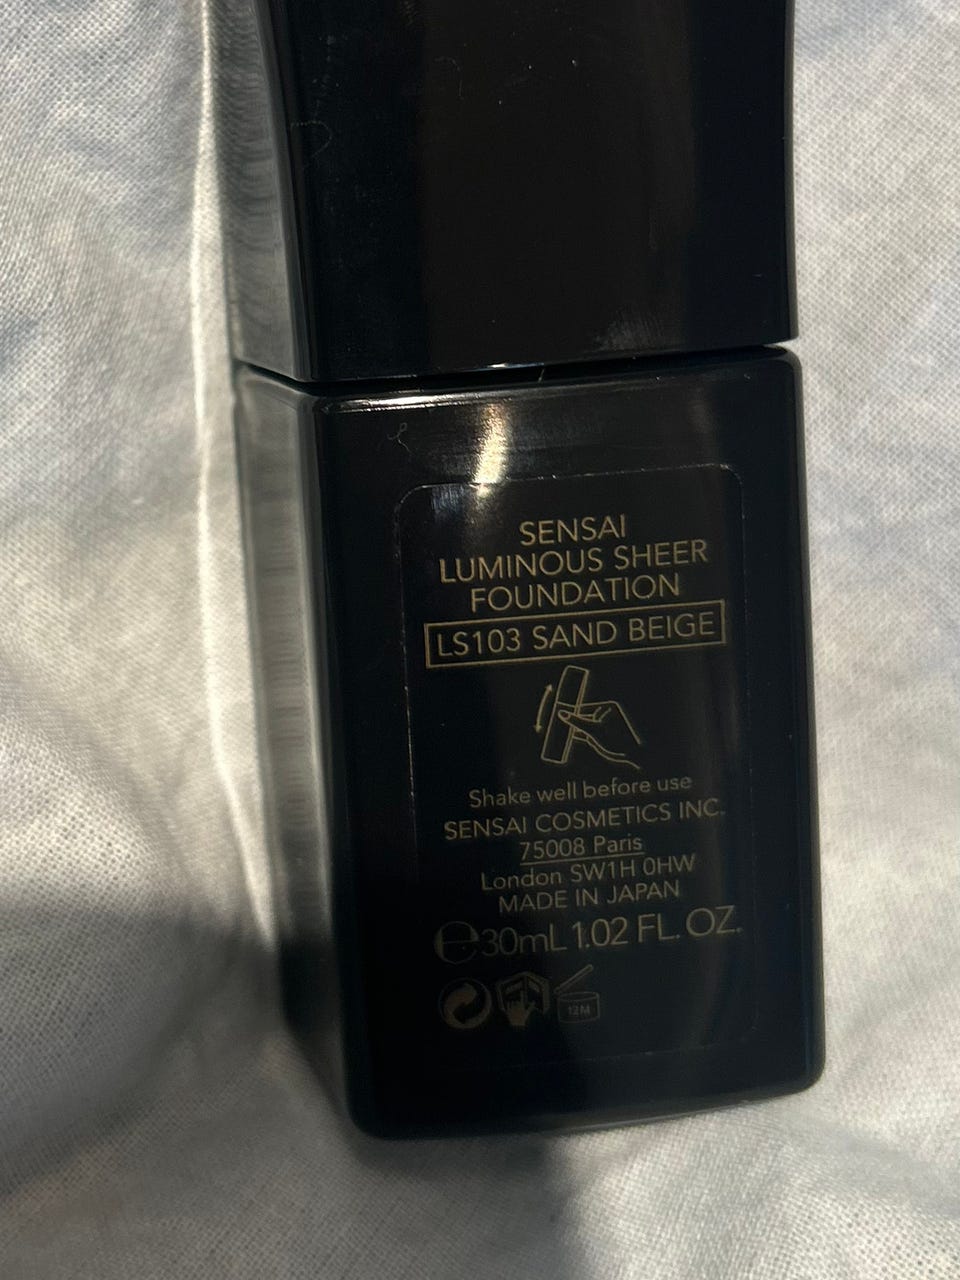 SENSAI
LUMINOUS SHEER
FOUNDATION
LS103 SAND BEIGE
Shake well before use
SENSAI COSMETICS INC.
75008 Paris
London SW1H 0HW
MADE IN JAPAN
℮30mL 1.02 FL. OZ.
12M